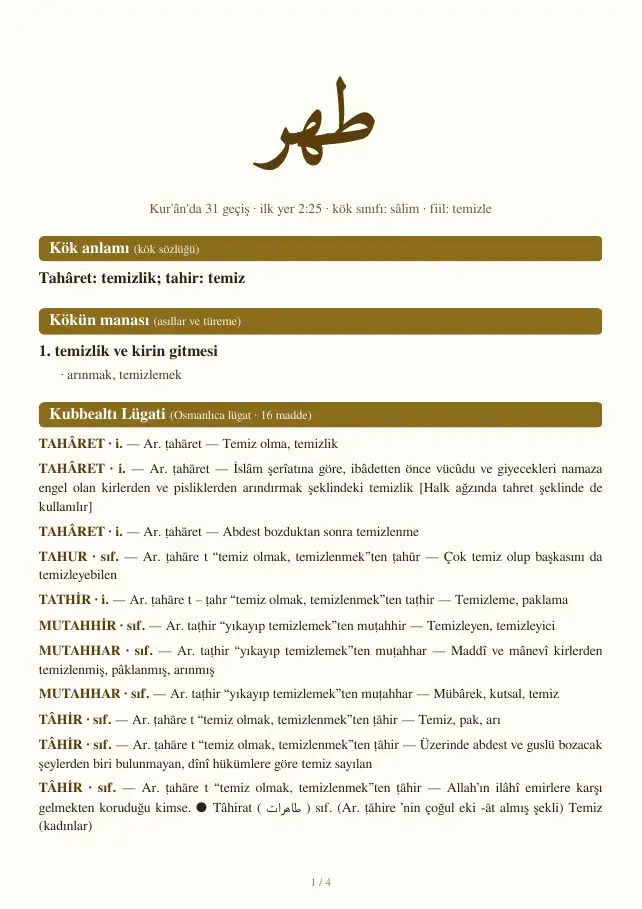 طهر
Kur'ân'da 31 geçiş · ilk yer 2:25 · kök sınıfı: sâlim · fiil: temizle
Kök anlamı (kök sözlüğü)
Tahâret: temizlik; tahir: temiz
Kökün manası (asıllar ve türeme)
1. temizlik ve kirin gitmesi
· arınmak, temizlemek
Kubbealtı Lügati (Osmanlıca lügat · 16 madde)
TAHÂRET · i. — Ar. ṭahāret — Temiz olma, temizlik
TAHÂRET · i. — Ar. ṭahāret — İslâm şerîatına göre, ibâdetten önce vücûdu ve giyecekleri namaza
engel olan kirlerden ve pisliklerden arındırmak şeklindeki temizlik [Halk ağzında tahret şeklinde de
kullanılır]
TAHÂRET · i. — Ar. ṭahāret — Abdest bozduktan sonra temizlenme
TAHUR · sıf. — Ar. ṭahāre t “temiz olmak, temizlenmek”ten ṭahūr — Çok temiz olup başkasını da
temizleyebilen
TATHİR · i. — Ar. ṭahāre t – ṭahr “temiz olmak, temizlenmek”ten taṭhіr — Temizleme, paklama
MUTAHHİR · sıf. — Ar. taṭhіr “yıkayıp temizlemek”ten muṭahhir — Temizleyen, temizleyici
MUTAHHAR · sıf. — Ar. taṭhіr “yıkayıp temizlemek”ten muṭahhar — Maddî ve mânevî kirlerden
temizlenmiş, pâklanmış, arınmış
MUTAHHAR · sıf. — Ar. taṭhіr “yıkayıp temizlemek”ten muṭahhar — Mübârek, kutsal, temiz
TÂHİR · sıf. — Ar. ṭahāre t “temiz olmak, temizlenmek”ten ṭāhir — Temiz, pak, arı
TÂHİR · sıf. — Ar. ṭahāre t “temiz olmak, temizlenmek”ten ṭāhir — Üzerinde abdest ve guslü bozacak
şeylerden biri bulunmayan, dînî hükümlere göre temiz sayılan
TÂHİR · sıf. — Ar. ṭahāre t “temiz olmak, temizlenmek”ten ṭāhir — Allah’ın ilâhî emirlere karşı
gelmekten koruduğu kimse. ● Tâhirat ( طاهرات ) sıf. (Ar. ṭāhire ’nin çoğul eki -āt almış şekli) Temiz
(kadınlar)
1 / 4